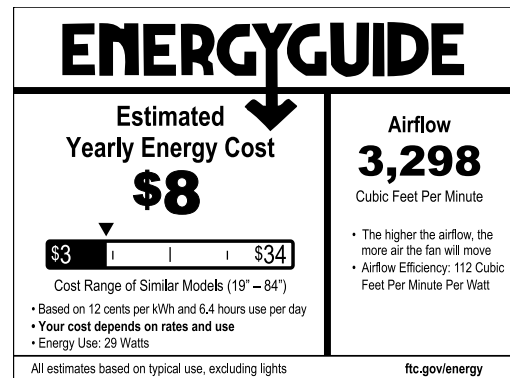 ENERGYGUIDE
Estimated
Yearly Energy Cost
$8
$3
$34
Cost Range of Similar Models (19” – 84”)
• Based on 12 cents per kWh and 6.4 hours use per day
• Your cost depends on rates and use
• Energy Use: 29 Watts
Airflow
3,298
Cubic Feet Per Minute
• The higher the airflow, the
more air the fan will move
• Airflow Efficiency: 112 Cubic
Feet Per Minute Per Watt
All estimates based on typical use, excluding lights
ftc.gov/energy